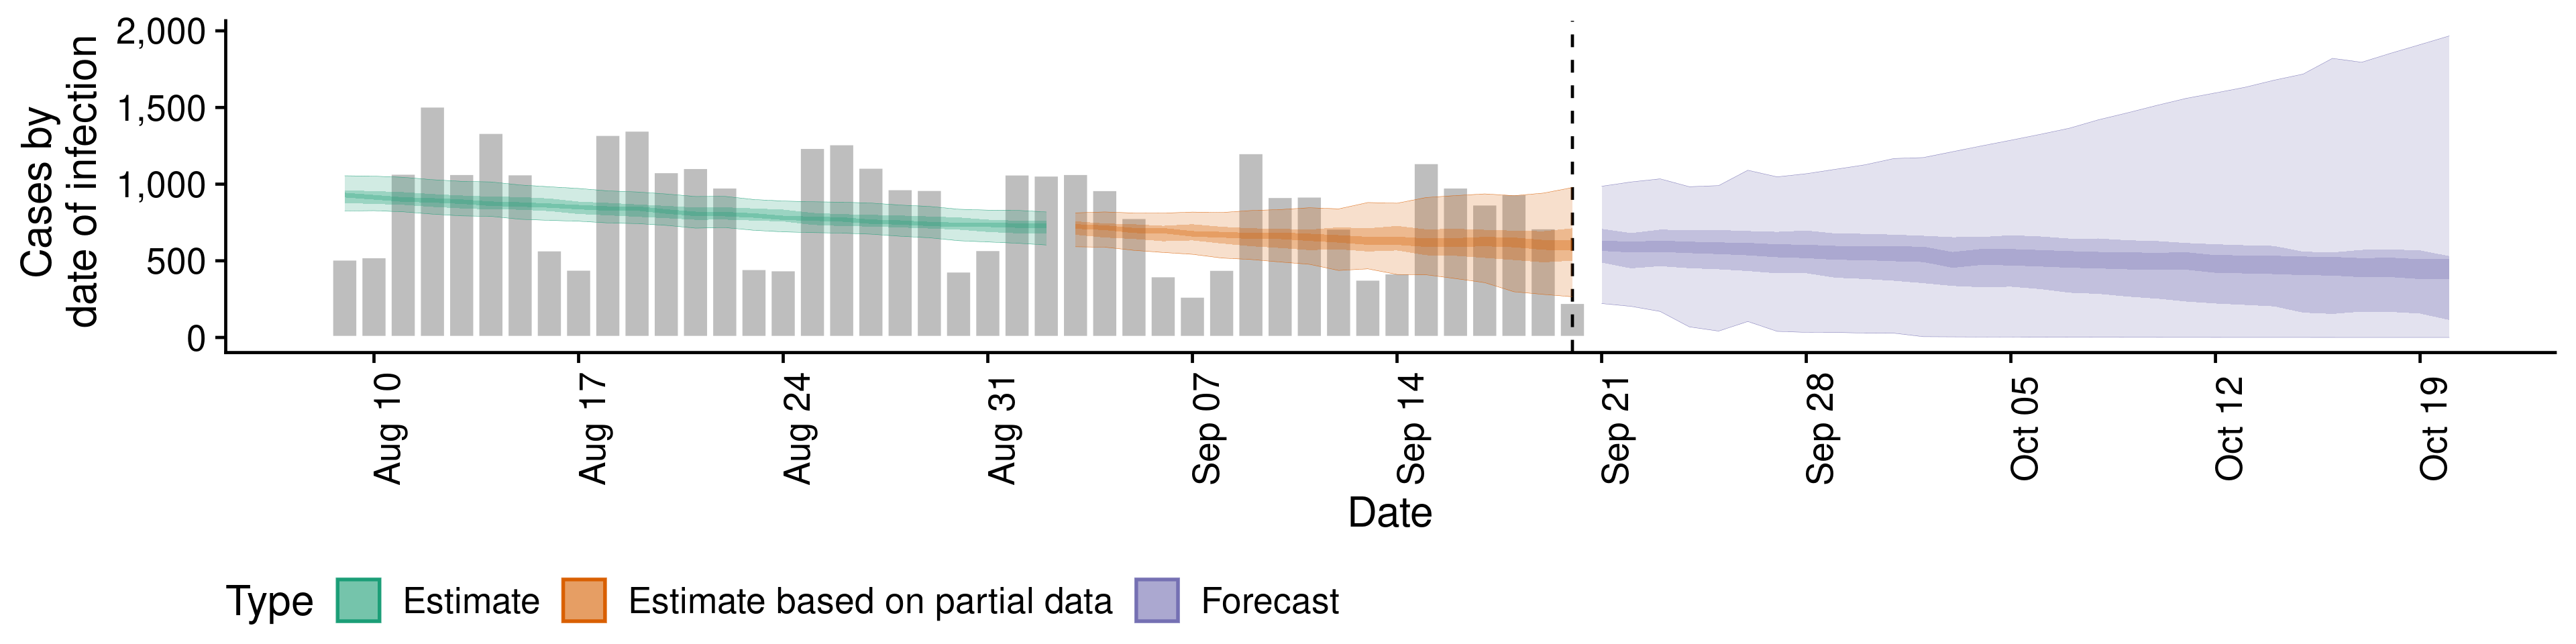 Cases by
date of infection
2,000
1,500
1,000
500
0
Aug 10
Aug 17
Aug 24
Aug 31
Sep 07
Sep 14
Sep 21
Sep 28
Oct 05
Oct 12
Oct 19
Date
Type
Estimate
Estimate based on partial data
Forecast